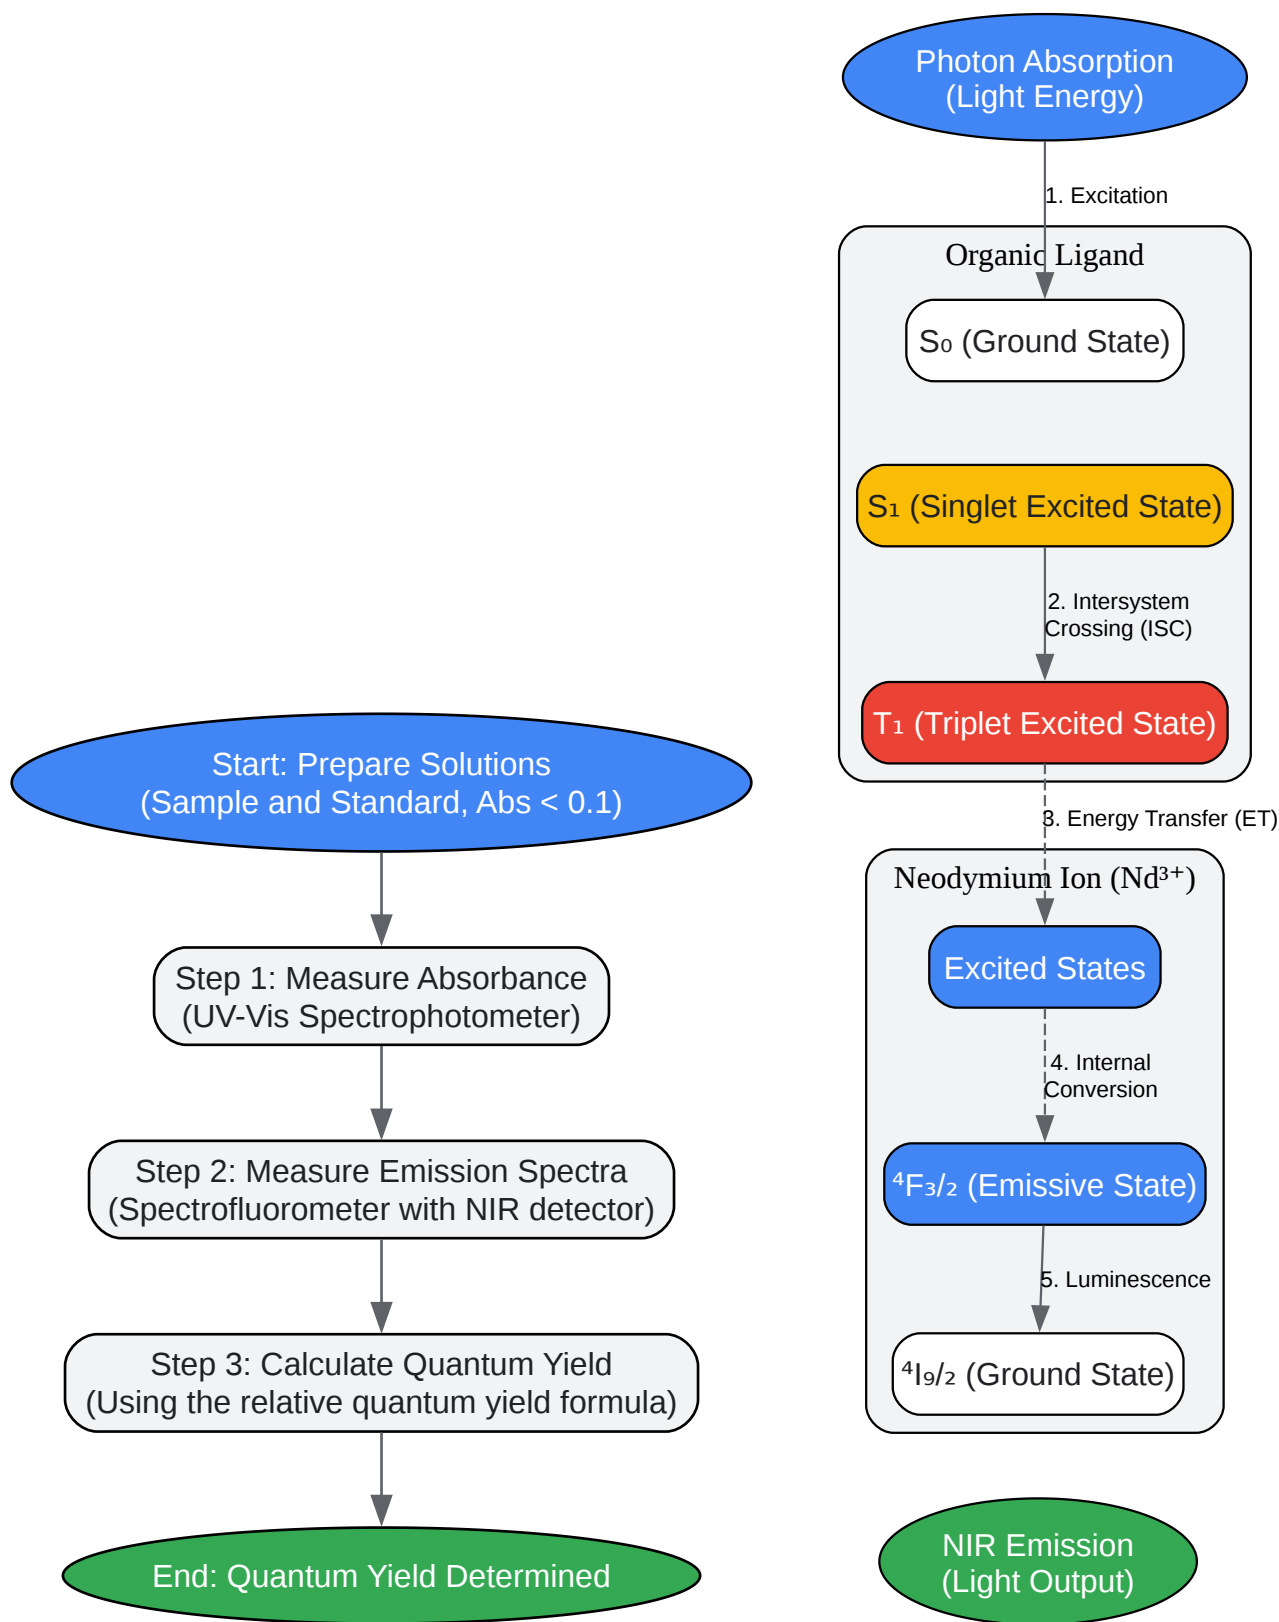 Photon Absorption
(Light Energy)
1. Excitation
Organic Ligand
S₀ (Ground State)
S₁ (Singlet Excited State)
2. Intersystem
Crossing (ISC)
T₁ (Triplet Excited State)
3. Energy Transfer (ET)
Neodymium Ion (Nd³⁺)
Excited States
4. Internal
Conversion
⁴F₃/₂ (Emissive State)
5. Luminescence
⁴I₉/₂ (Ground State)
NIR Emission
(Light Output)
Start: Prepare Solutions
(Sample and Standard, Abs < 0.1)
Step 1: Measure Absorbance
(UV-Vis Spectrophotometer)
Step 2: Measure Emission Spectra
(Spectrofluorometer with NIR detector)
Step 3: Calculate Quantum Yield
(Using the relative quantum yield formula)
End: Quantum Yield Determined